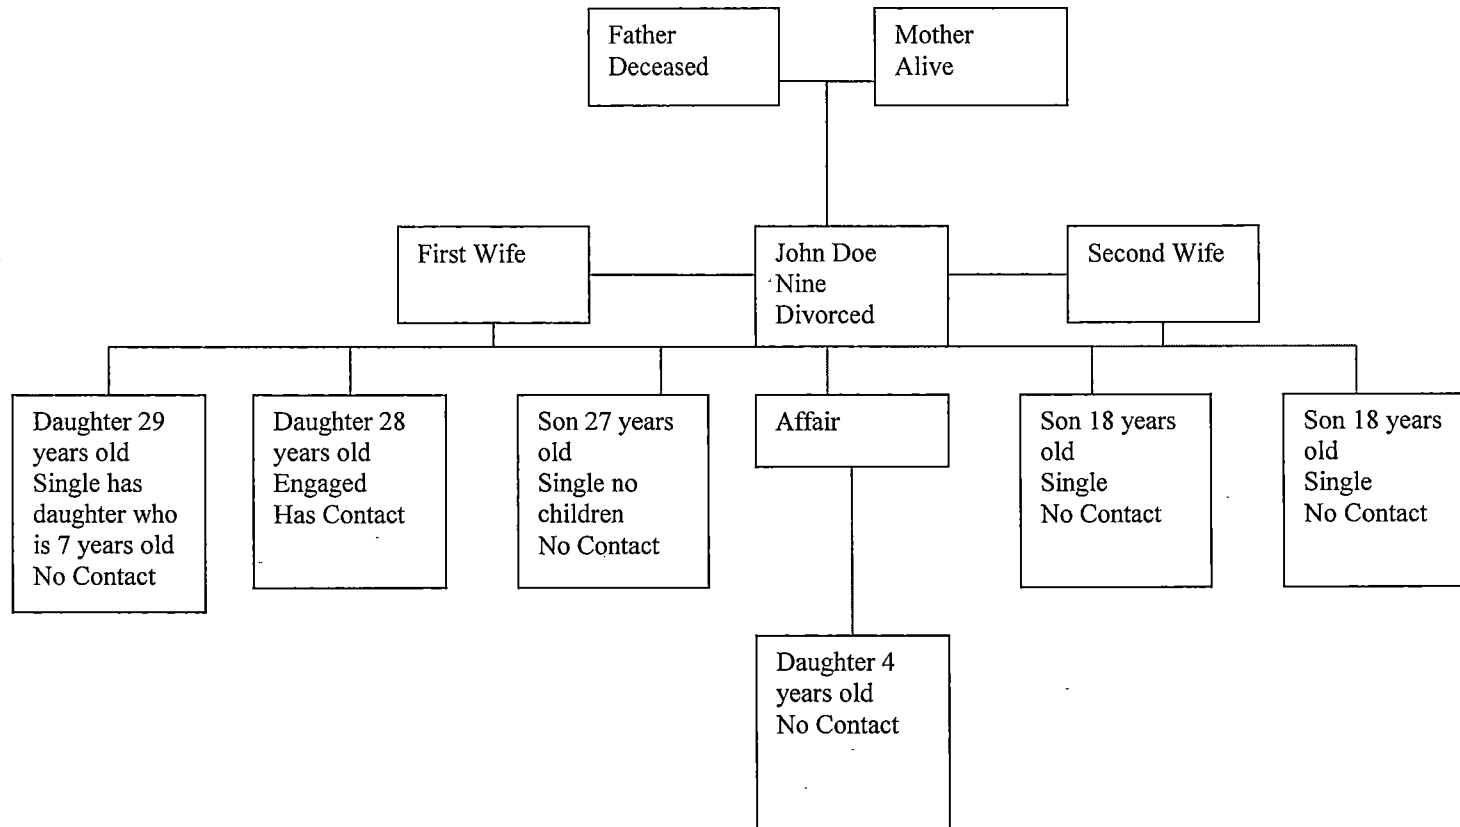 Father
Deceased
Mother
Alive
First Wife
John Doe
Nine
Divorced
Second Wife
Daughter 29
years old
Single has
daughter who
is 7 years old
No Contact
Daughter 28
years old
Engaged
Has Contact
Son 27 years
old
Single no
children
No Contact
Affair
Son 18 years
old
Single
No Contact
Son 18 years
old
Single
No Contact
Daughter 4
years old
No Contact